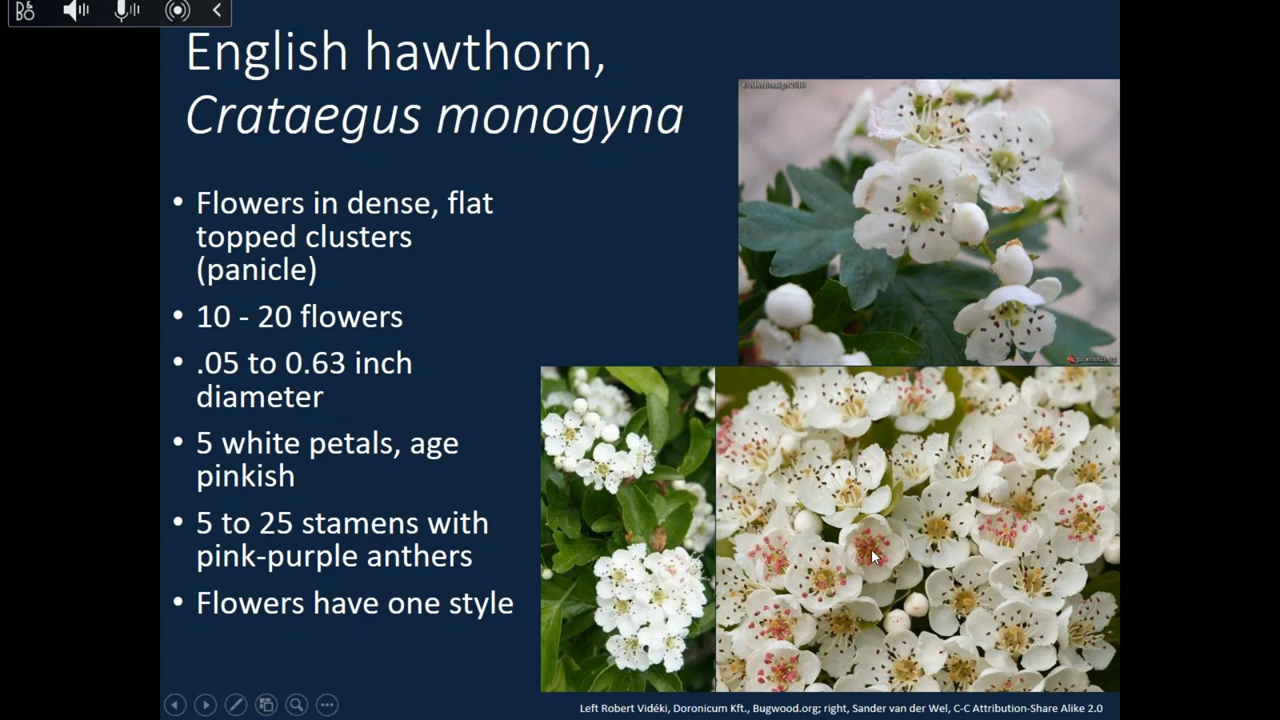 English hawthorn,
Crataegus monogyna
• Flowers in dense, flat
topped clusters
(panicle)
• 10 - 20 flowers
• .05 to 0.63 inch
diameter
• 5 white petals, age
pinkish
• 5 to 25 stamens with
pink-purple anthers
• Flowers have one style
Left Robert Vidéki, Doronicum Kft., Bugwood.org; right, Sander van der Wel, C-C Attribution-Share Alike 2.0